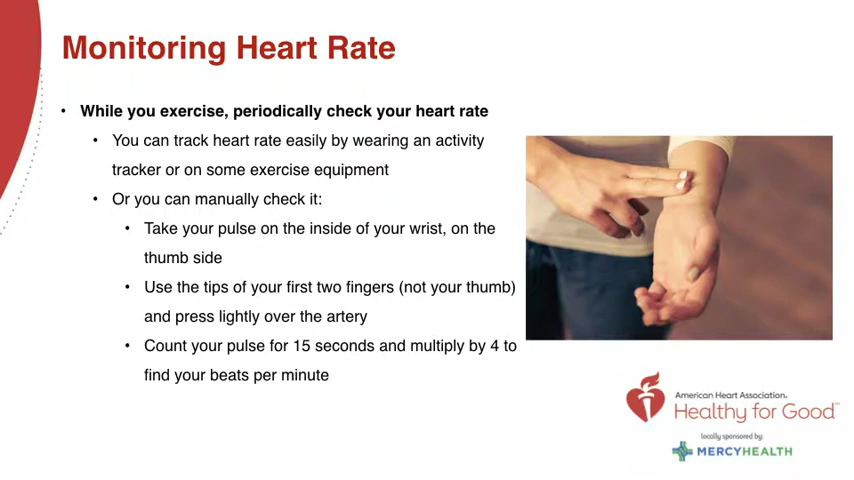 Monitoring Heart Rate
• While you exercise, periodically check your heart rate
• You can track heart rate easily by wearing an activity
tracker or on some exercise equipment
• Or you can manually check it:
• Take your pulse on the inside of your wrist, on the
thumb side
• Use the tips of your first two fingers (not your thumb)
and press lightly over the artery
• Count your pulse for 15 seconds and multiply by 4 to
find your beats per minute
American Heart Association®
Healthy for Good™
locally sponsored by:
MERCYHEALTH